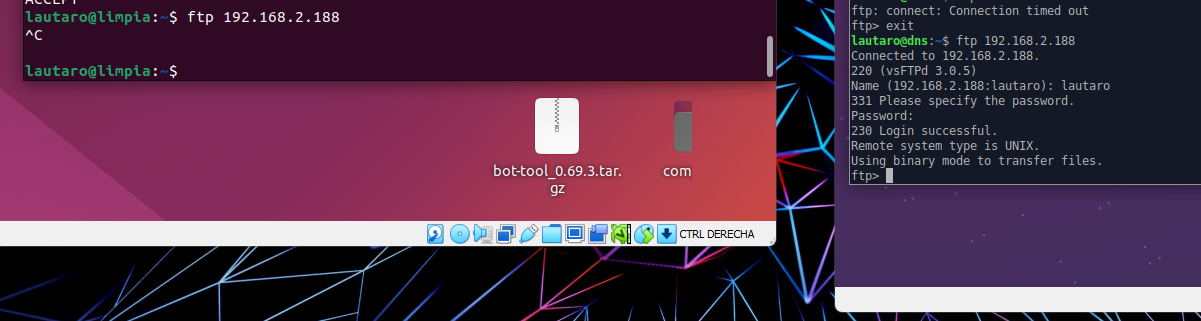 ACCEPT
lautaro@limpia:~$ ftp 192.168.2.188
^C
lautaro@limpia:~$
bot-tool_0.69.3.tar.
gz
com
CTRL DERECHA
ftp: connect: Connection timed out
ftp> exit
lautaro@dns:~$ ftp 192.168.2.188
Connected to 192.168.2.188.
220 (vsFTPd 3.0.5)
Name (192.168.2.188:lautaro): lautaro
331 Please specify the password.
Password:
230 Login successful.
Remote system type is UNIX.
Using binary mode to transfer files.
ftp>